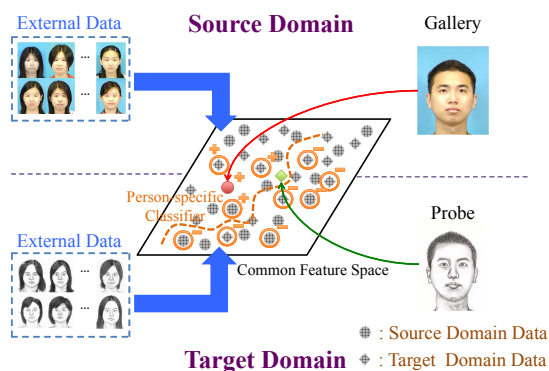 External Data
Source Domain
Gallery
...
...
Person-specific
Classifier
External Data
Probe
...
...
Common Feature Space
: Source Domain Data
Target Domain
: Target Domain Data